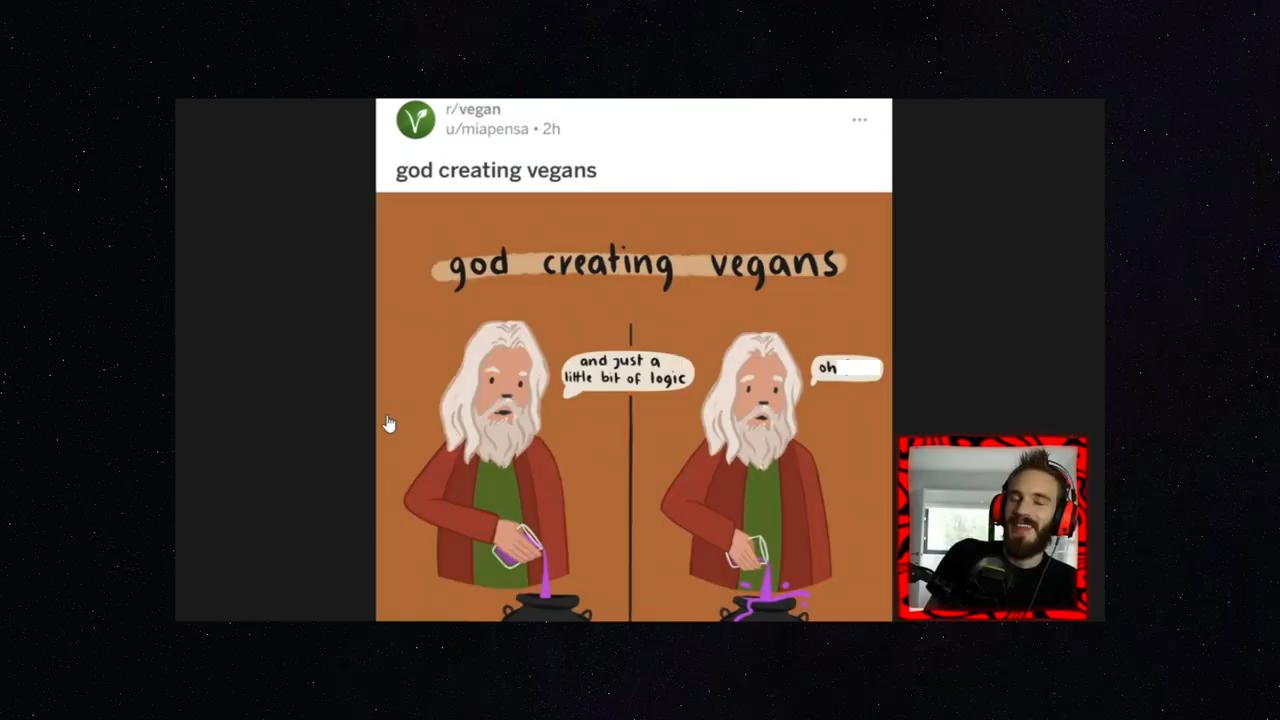 r/vegan
u/miapensa • 2h
god creating vegans
god creating vegans
and just a
little bit of logic
oh